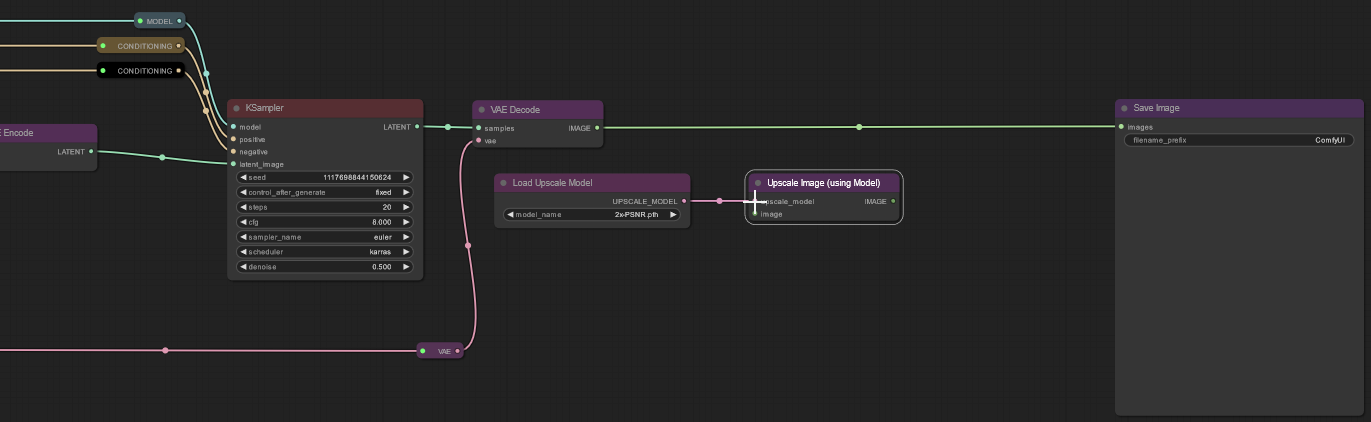 MODEL
CONDITIONING
CONDITIONING
E Encode
LATENT
KSampler
model
LATENT
positive
negative
latent_image
seed 1117698844150624
control_after_generate fixed
steps 20
cfg 8.000
sampler_name euler
scheduler karras
denoise 0.500
VAE Decode
samples IMAGE
vae
Load Upscale Model
UPSCALE_MODEL
model_name 2x-PSNR.pth
Upscale Image (using Model)
upscale_model IMAGE
image
VAE
Save Image
images
filename_prefix ComfyUI